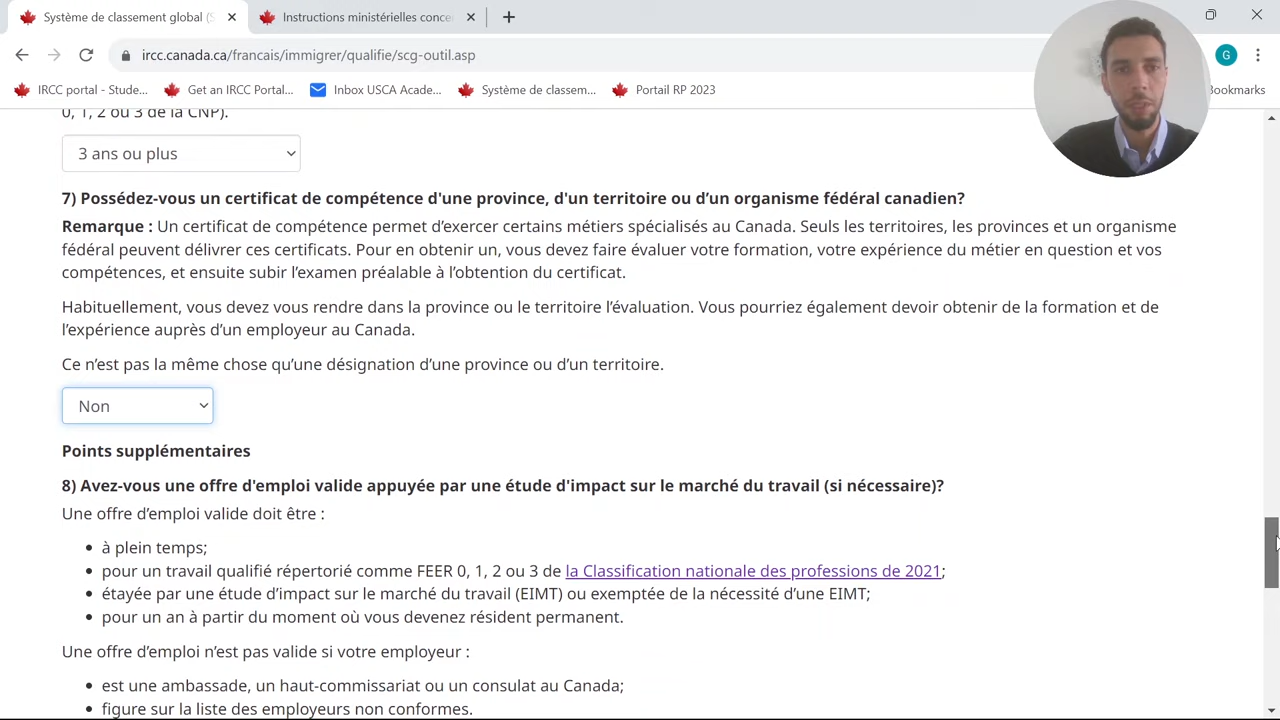 Système de classement global (S
Instructions ministérielles conce
ircc.canada.ca/francais/immigrer/qualifie/scg-outil.asp
G
IRCC portal - Stude...
Get an IRCC Portal...
Inbox USCA Acade...
Système de classem...
Portail RP 2023
Bookmarks
0, 1, 2 ou 3 de la CNP).
3 ans ou plus
7) Possédez-vous un certificat de compétence d'une province, d'un territoire ou d’un organisme fédéral canadien?
Remarque : Un certificat de compétence permet d’exercer certains métiers spécialisés au Canada. Seuls les territoires, les provinces et un organisme
fédéral peuvent délivrer ces certificats. Pour en obtenir un, vous devez faire évaluer votre formation, votre expérience du métier en question et vos
compétences, et ensuite subir l’examen préalable à l’obtention du certificat.
Habituellement, vous devez vous rendre dans la province ou le territoire l’évaluation. Vous pourriez également devoir obtenir de la formation et de
l’expérience auprès d’un employeur au Canada.
Ce n’est pas la même chose qu’une désignation d’une province ou d’un territoire.
Non
Points supplémentaires
8) Avez-vous une offre d'emploi valide appuyée par une étude d'impact sur le marché du travail (si nécessaire)?
Une offre d’emploi valide doit être :
à plein temps;
pour un travail qualifié répertorié comme FEER 0, 1, 2 ou 3 de la Classification nationale des professions de 2021;
étayée par une étude d’impact sur le marché du travail (EIMT) ou exemptée de la nécessité d’une EIMT;
pour un an à partir du moment où vous devenez résident permanent.
Une offre d’emploi n’est pas valide si votre employeur :
est une ambassade, un haut-commissariat ou un consulat au Canada;
figure sur la liste des employeurs non conformes.